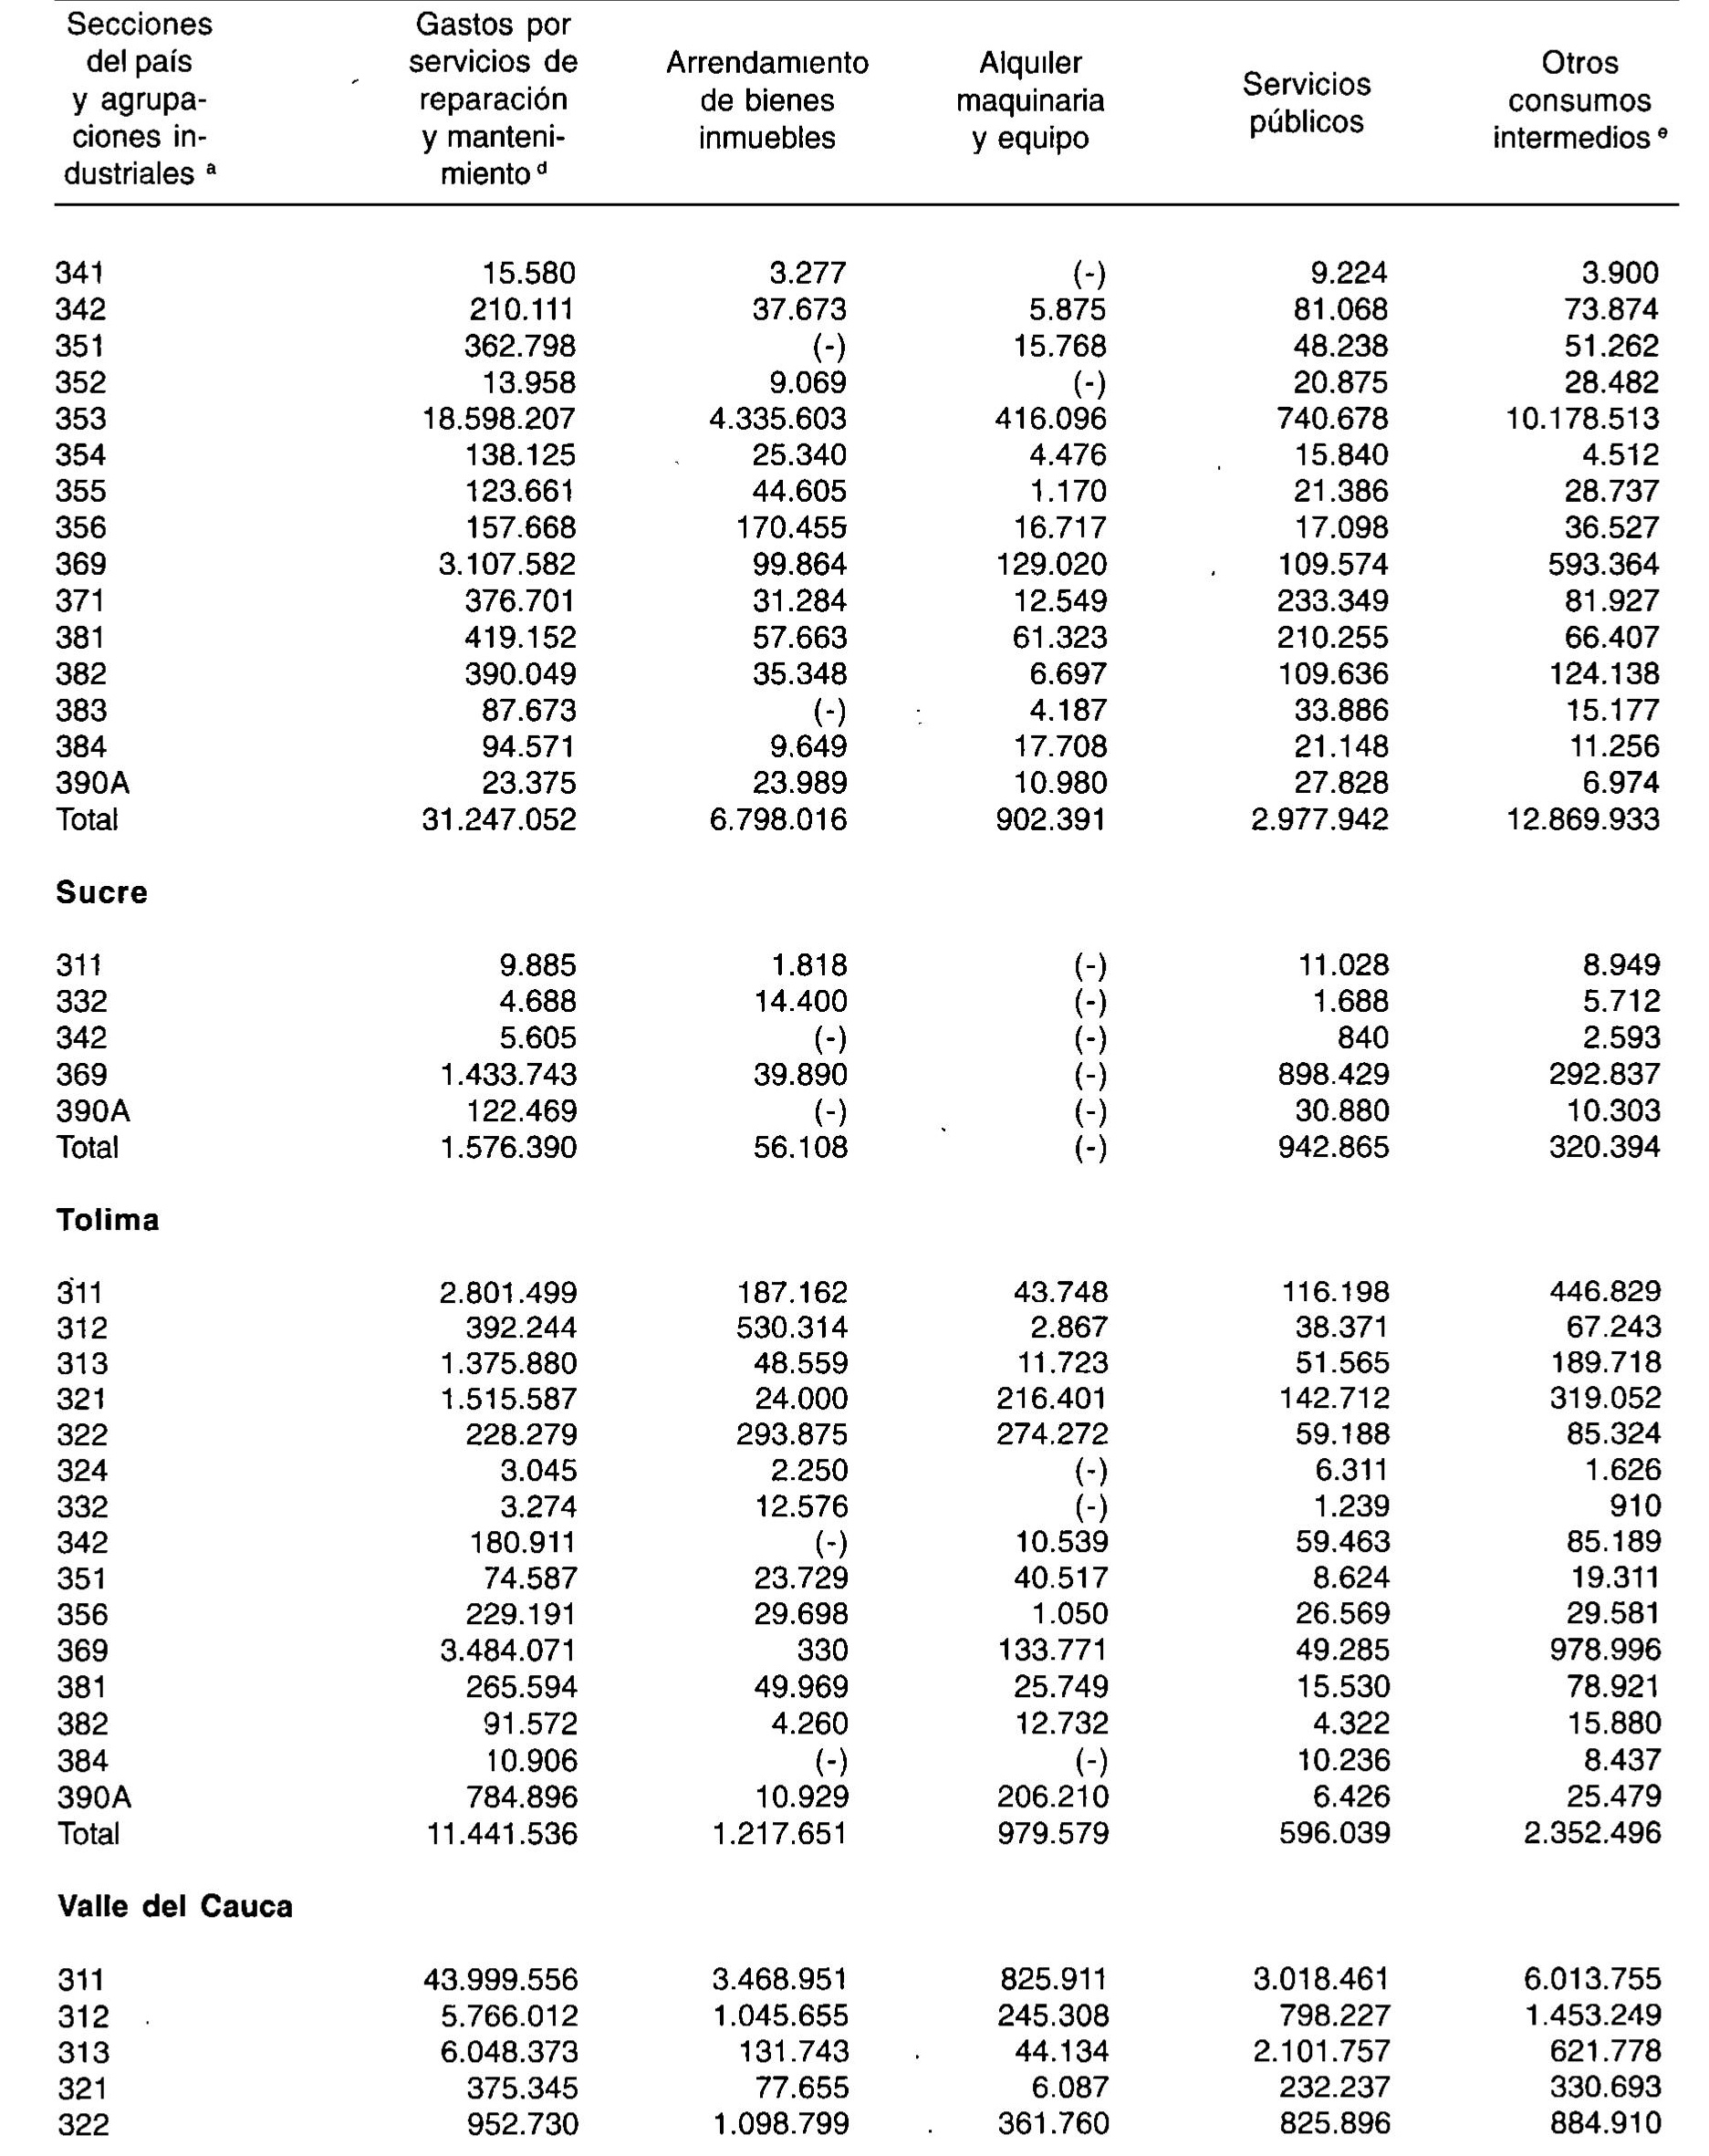 Secciones
del país
y agrupa-
ciones in-
dustriales a
Gastos por
servicios de
reparación
y manteni-
miento d
Arrendamiento
de bienes
inmuebles
Alquiler
maquinaria
y equipo
Servicios
públicos
Otros
consumos
intermedios e
341 15.580 3.277 (-) 9.224 3.900
342 210.111 37.673 5.875 81.068 73.874
351 362.798 (-) 15.768 48.238 51.262
352 13.958 9.069 (-) 20.875 28.482
353 18.598.207 4.335.603 416.096 740.678 10.178.513
354 138.125 25.340 4.476 15.840 4.512
355 123.661 44.605 1.170 21.386 28.737
356 157.668 170.455 16.717 17.098 36.527
369 3.107.582 99.864 129.020 109.574 593.364
371 376.701 31.284 12.549 233.349 81.927
381 419.152 57.663 61.323 210.255 66.407
382 390.049 35.348 6.697 109.636 124.138
383 87.673 (-) 4.187 33.886 15.177
384 94.571 9.649 17.708 21.148 11.256
390A 23.375 23.989 10.980 27.828 6.974
Total 31.247.052 6.798.016 902.391 2.977.942 12.869.933
Sucre
311 9.885 1.818 (-) 11.028 8.949
332 4.688 14.400 (-) 1.688 5.712
342 5.605 (-) (-) 840 2.593
369 1.433.743 39.890 (-) 898.429 292.837
390A 122.469 (-) (-) 30.880 10.303
Total 1.576.390 56.108 (-) 942.865 320.394
Tolima
311 2.801.499 187.162 43.748 116.198 446.829
312 392.244 530.314 2.867 38.371 67.243
313 1.375.880 48.559 11.723 51.565 189.718
321 1.515.587 24.000 216.401 142.712 319.052
322 228.279 293.875 274.272 59.188 85.324
324 3.045 2.250 (-) 6.311 1.626
332 3.274 12.576 (-) 1.239 910
342 180.911 (-) 10.539 59.463 85.189
351 74.587 23.729 40.517 8.624 19.311
356 229.191 29.698 1.050 26.569 29.581
369 3.484.071 330 133.771 49.285 978.996
381 265.594 49.969 25.749 15.530 78.921
382 91.572 4.260 12.732 4.322 15.880
384 10.906 (-) (-) 10.236 8.437
390A 784.896 10.929 206.210 6.426 25.479
Total 11.441.536 1.217.651 979.579 596.039 2.352.496
Valle del Cauca
311 43.999.556 3.468.951 825.911 3.018.461 6.013.755
312 5.766.012 1.045.655 245.308 798.227 1.453.249
313 6.048.373 131.743 44.134 2.101.757 621.778
321 375.345 77.655 6.087 232.237 330.693
322 952.730 1.098.799 361.760 825.896 884.910